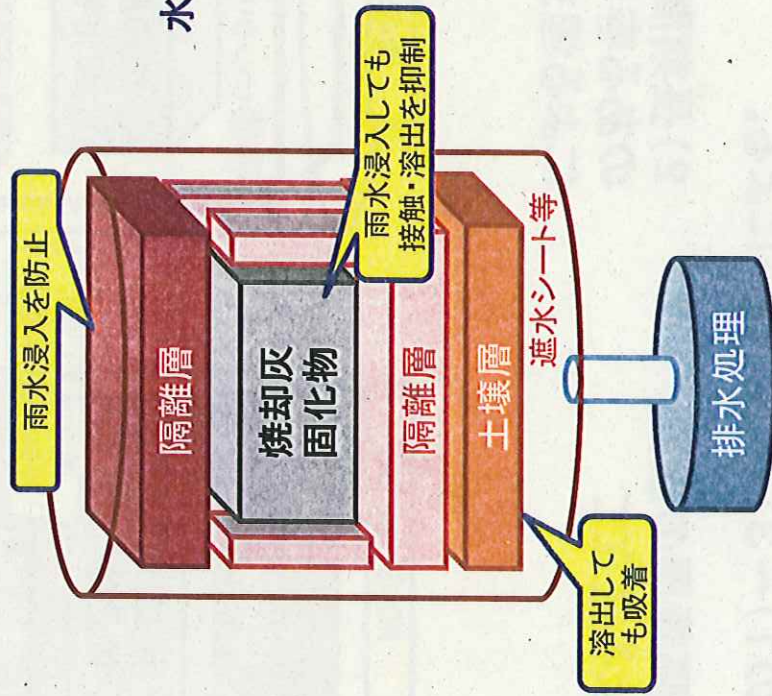 水
雨水浸入を防止
隔離層
焼却灰
固化物
雨水浸入しても
接触・溶出を抑制
隔離層
土壌層
遮水シート等
溶出して
も吸着
排水処理